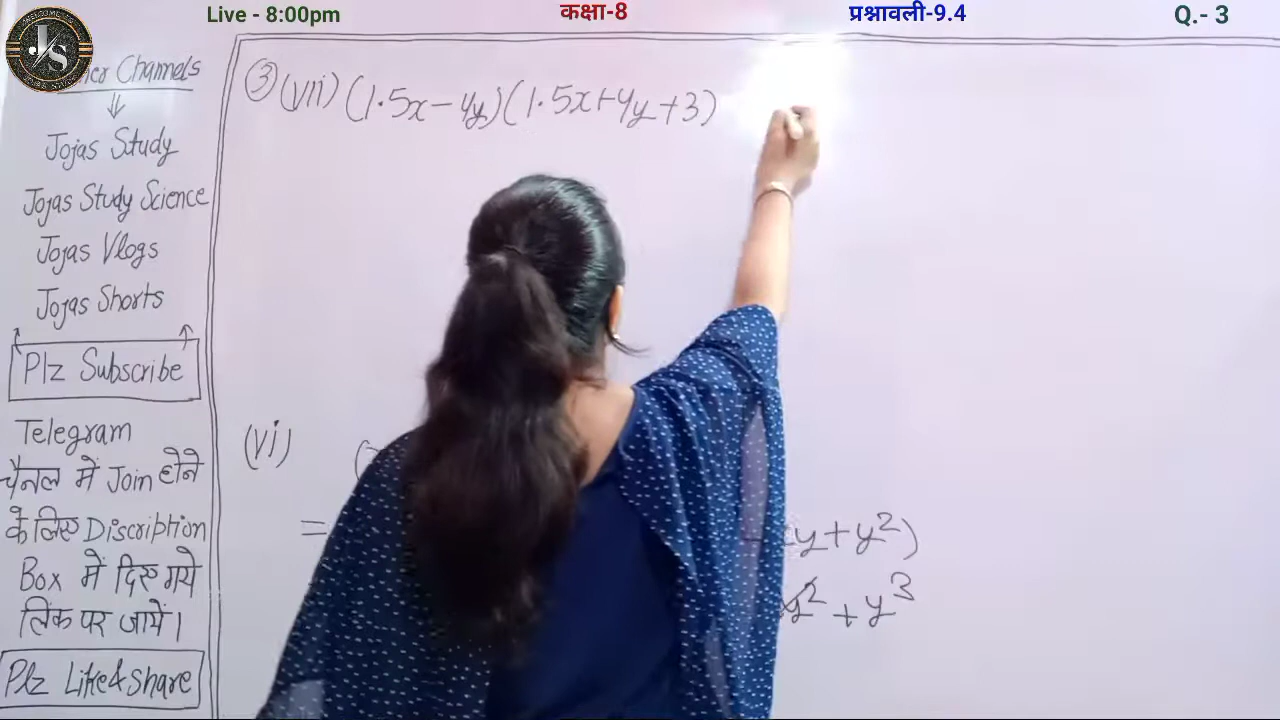 Live - 8:00pm कक्षा-8 प्रश्नावली-9.4 Q.- 3
JS
Channels
⇓
Jojas Study
Jojas Study Science
Jojas Vlogs
Jojas Shorts
Plz Subscribe
Telegram
चैनल में Join होने
के लिए Discription
Box में दिए गये
लिंक पर जायें।
Plz Like & share
③ (vii) (1.5x-4y)(1.5x+4y+3)
(vi)
=
y+y²)
+y³